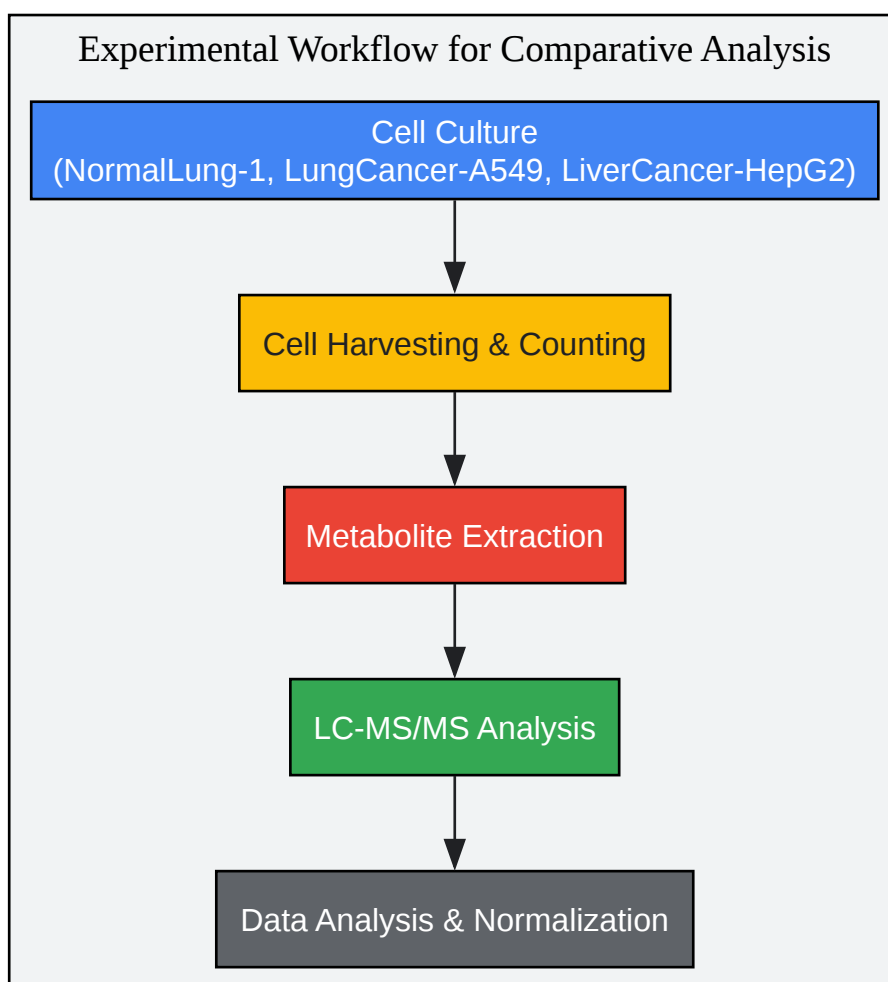 Experimental Workflow for Comparative Analysis
Cell Culture
(NormalLung-1, LungCancer-A549, LiverCancer-HepG2)
Cell Harvesting & Counting
Metabolite Extraction
LC-MS/MS Analysis
Data Analysis & Normalization